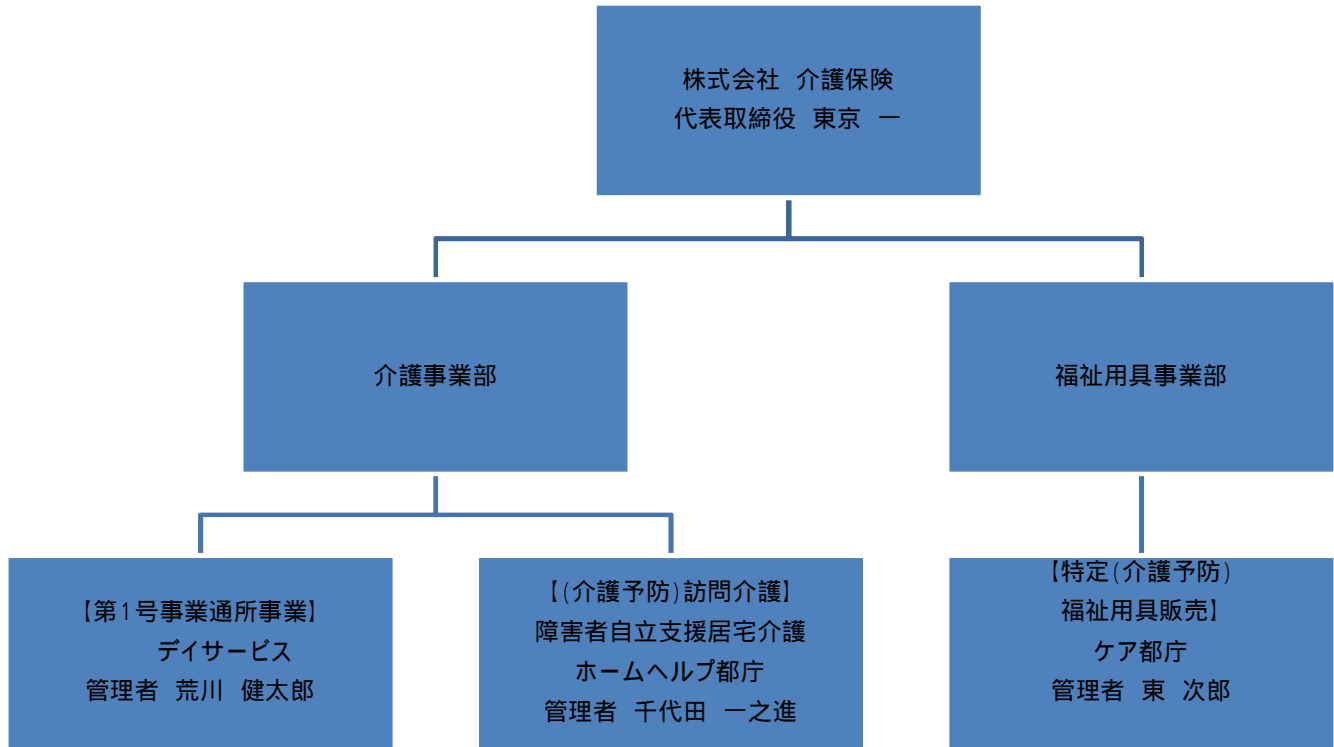 株式会社 介護保険
代表取締役 東京 一
介護事業部
福祉用具事業部
【第1号事業通所事業】
デイサービス
管理者 荒川 健太郎
【(介護予防)訪問介護】
障害者自立支援居宅介護
ホームヘルプ都庁
管理者 千代田 一之進
【特定(介護予防)
福祉用具販売】
ケア都庁
管理者 東 次郎